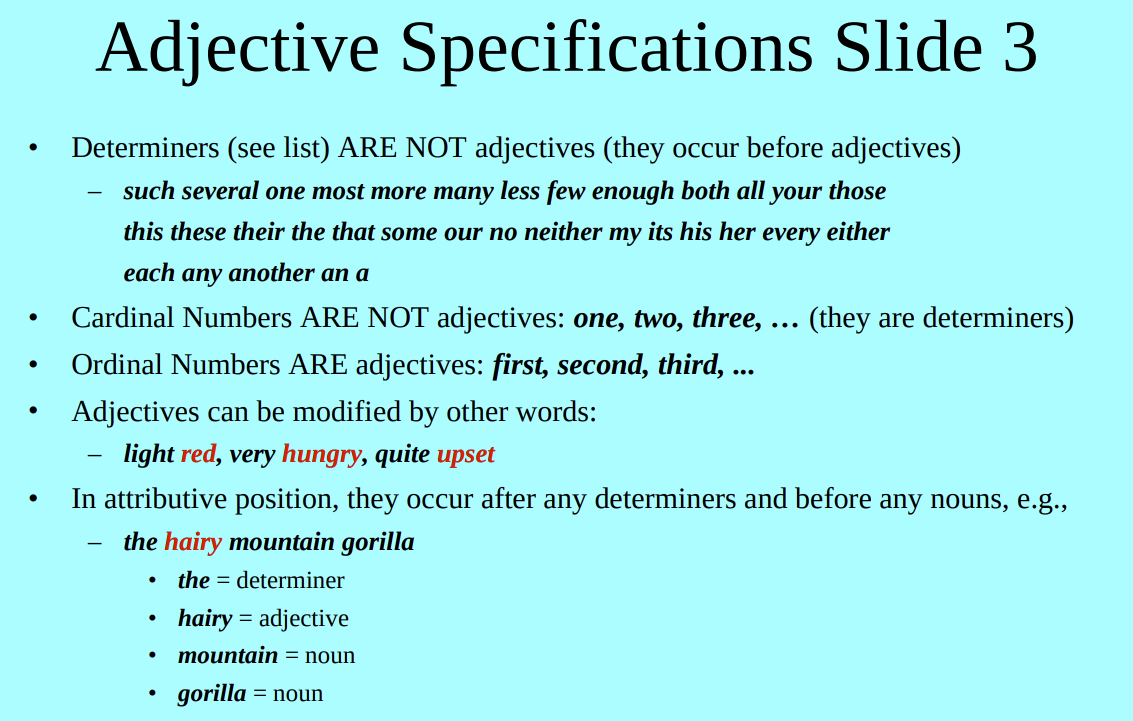 Adjective Specifications Slide 3
• Determiners (see list) ARE NOT adjectives (they occur before adjectives)
– such several one most more many less few enough both all your those
this these their the that some our no neither my its his her every either
each any another an a
• Cardinal Numbers ARE NOT adjectives: one, two, three, … (they are determiners)
• Ordinal Numbers ARE adjectives: first, second, third, ...
• Adjectives can be modified by other words:
– light red, very hungry, quite upset
• In attributive position, they occur after any determiners and before any nouns, e.g.,
– the hairy mountain gorilla
• the = determiner
• hairy = adjective
• mountain = noun
• gorilla = noun